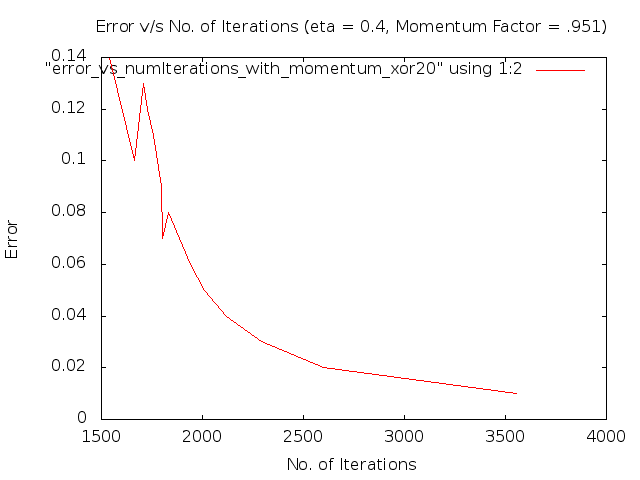 Error v/s No. of Iterations (eta = 0.4, Momentum Factor = .951)
"error_vs_numIterations_with_momentum_xor20" using 1:2
0.14
0.12
0.1
0.08
0.06
0.04
0.02
0
Error
1500 2000 2500 3000 3500 4000
No. of Iterations